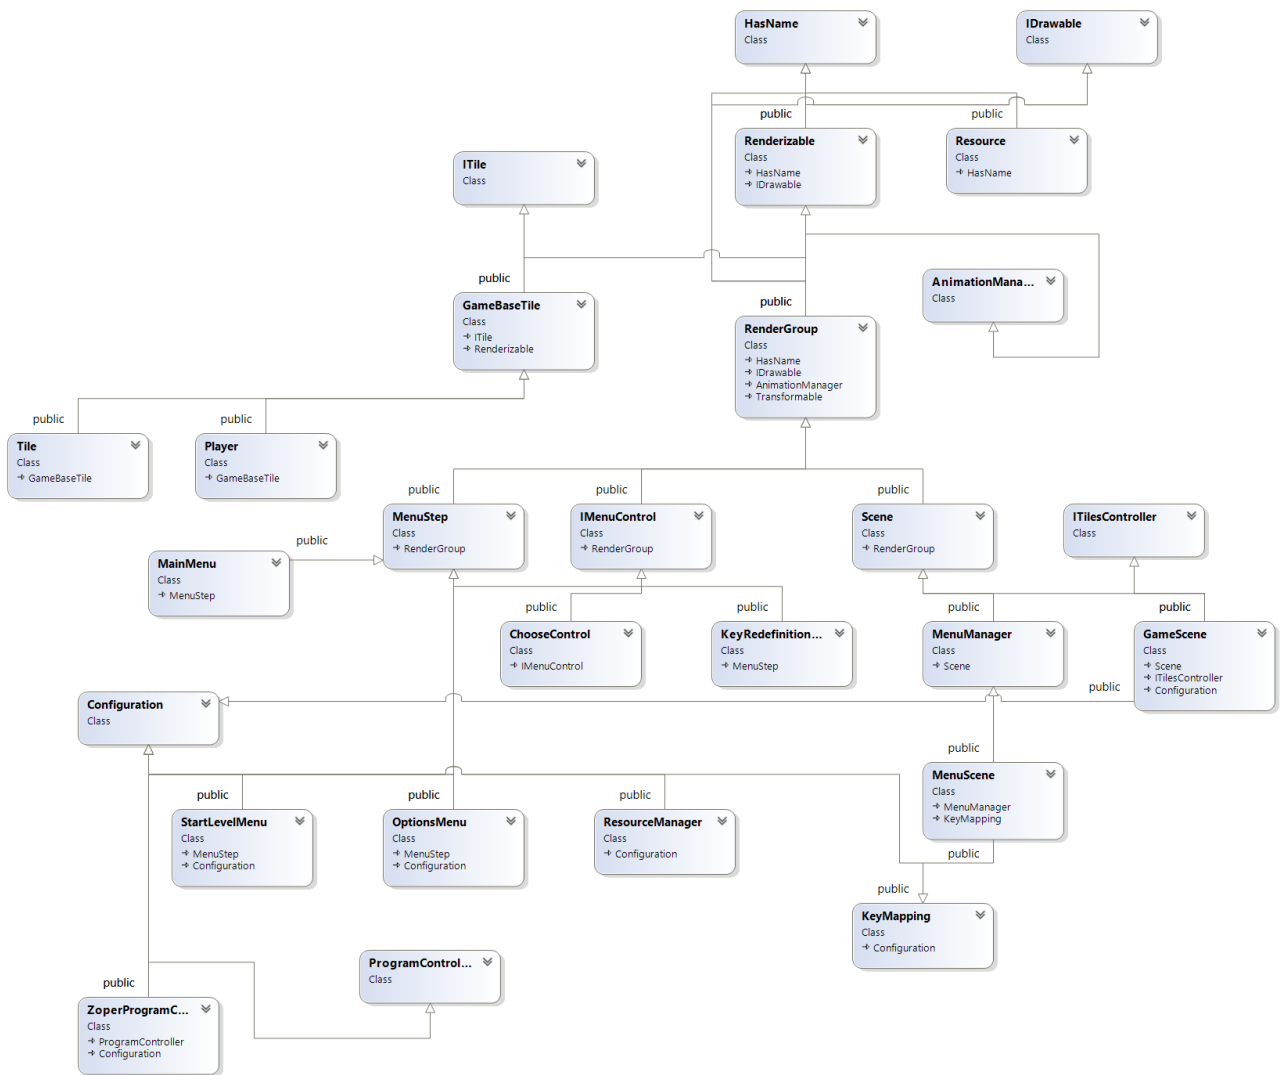 HasName
Class
IDrawable
Class
public
public
Renderizable
Class
HasName
IDrawable
Resource
Class
HasName
ITile
Class
public
GameBaseTile
Class
ITile
Renderizable
public
RenderGroup
Class
HasName
IDrawable
AnimationManager
Transformable
AnimationMana...
Class
public
public
Tile
Class
GameBaseTile
Player
Class
GameBaseTile
public
public
public
MenuStep
Class
RenderGroup
IMenuControl
Class
RenderGroup
Scene
Class
RenderGroup
ITilesController
Class
public
MainMenu
Class
MenuStep
public
public
public
public
ChooseControl
Class
IMenuControl
KeyRedefinition...
Class
MenuStep
MenuManager
Class
Scene
GameScene
Class
Scene
ITilesController
Configuration
public
Configuration
Class
public
MenuScene
Class
MenuManager
KeyMapping
public
public
public
public
StartLevelMenu
Class
MenuStep
Configuration
OptionsMenu
Class
MenuStep
Configuration
ResourceManager
Class
Configuration
public
KeyMapping
Class
Configuration
ProgramControl...
Class
public
ZoperProgramC...
Class
ProgramController
Configuration